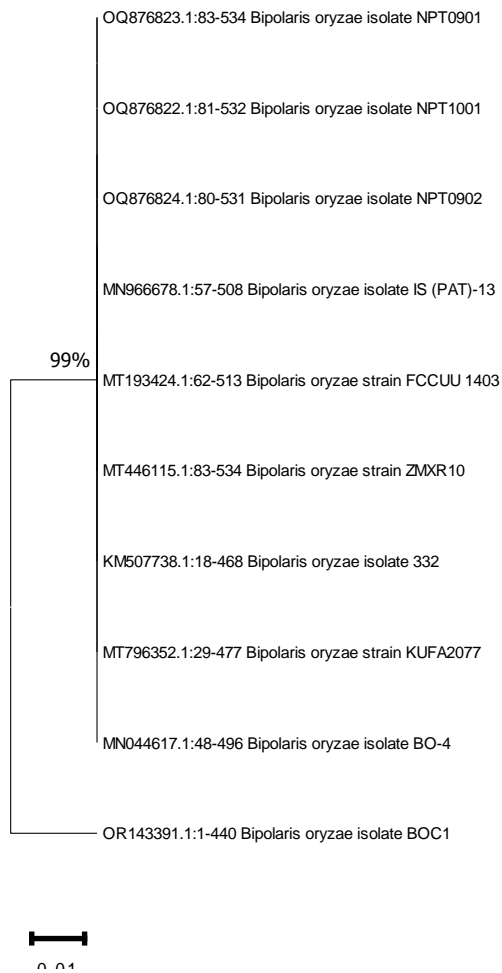 OQ876823.1:83-534 Bipolaris oryzae isolate NPT0901
OQ876822.1:81-532 Bipolaris oryzae isolate NPT1001
OQ876824.1:80-531 Bipolaris oryzae isolate NPT0902
MN966678.1:57-508 Bipolaris oryzae isolate IS (PAT)-13
99%
MT193424.1:62-513 Bipolaris oryzae strain FCCUU 1403
MT446115.1:83-534 Bipolaris oryzae strain ZMXR10
KM507738.1:18-468 Bipolaris oryzae isolate 332
MT796352.1:29-477 Bipolaris oryzae strain KUFA2077
MN044617.1:48-496 Bipolaris oryzae isolate BO-4
OR143391.1:1-440 Bipolaris oryzae isolate BOC1
0.01